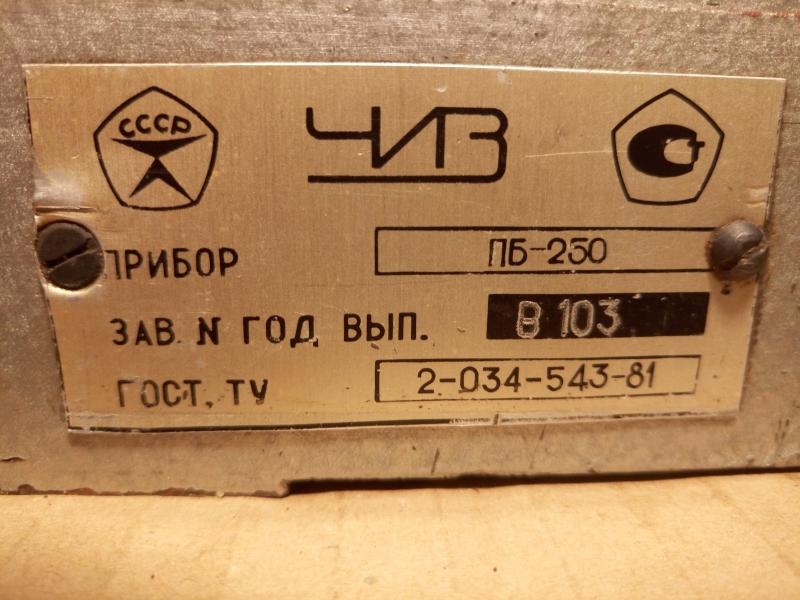 СССР ЧИЗ
ПРИБОР ПБ-250
ЗАВ. N ГОД. ВЫП. В 103
ГОСТ, ТУ 2-034-543-81